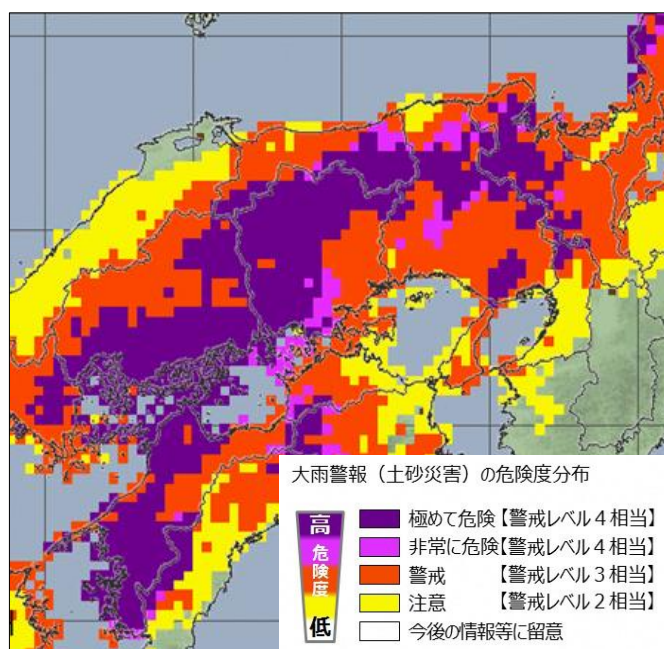 大雨警報（土砂災害）の危険度分布
高
危
険
度
低
極めて危険【警戒レベル４相当】
非常に危険【警戒レベル４相当】
警戒　　　【警戒レベル３相当】
注意　　　【警戒レベル２相当】
今後の情報等に留意